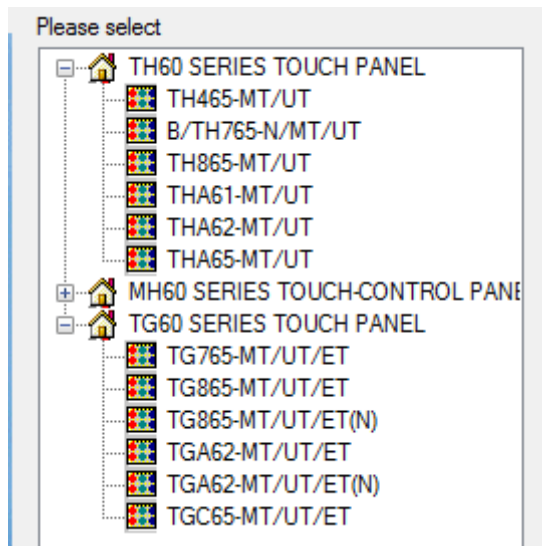 Please select
TH60 SERIES TOUCH PANEL
TH465-MT/UT
B/TH765-N/MT/UT
TH865-MT/UT
THA61-MT/UT
THA62-MT/UT
THA65-MT/UT
MH60 SERIES TOUCH-CONTROL PANE
TG60 SERIES TOUCH PANEL
TG765-MT/UT/ET
TG865-MT/UT/ET
TG865-MT/UT/ET(N)
TGA62-MT/UT/ET
TGA62-MT/UT/ET(N)
TGC65-MT/UT/ET